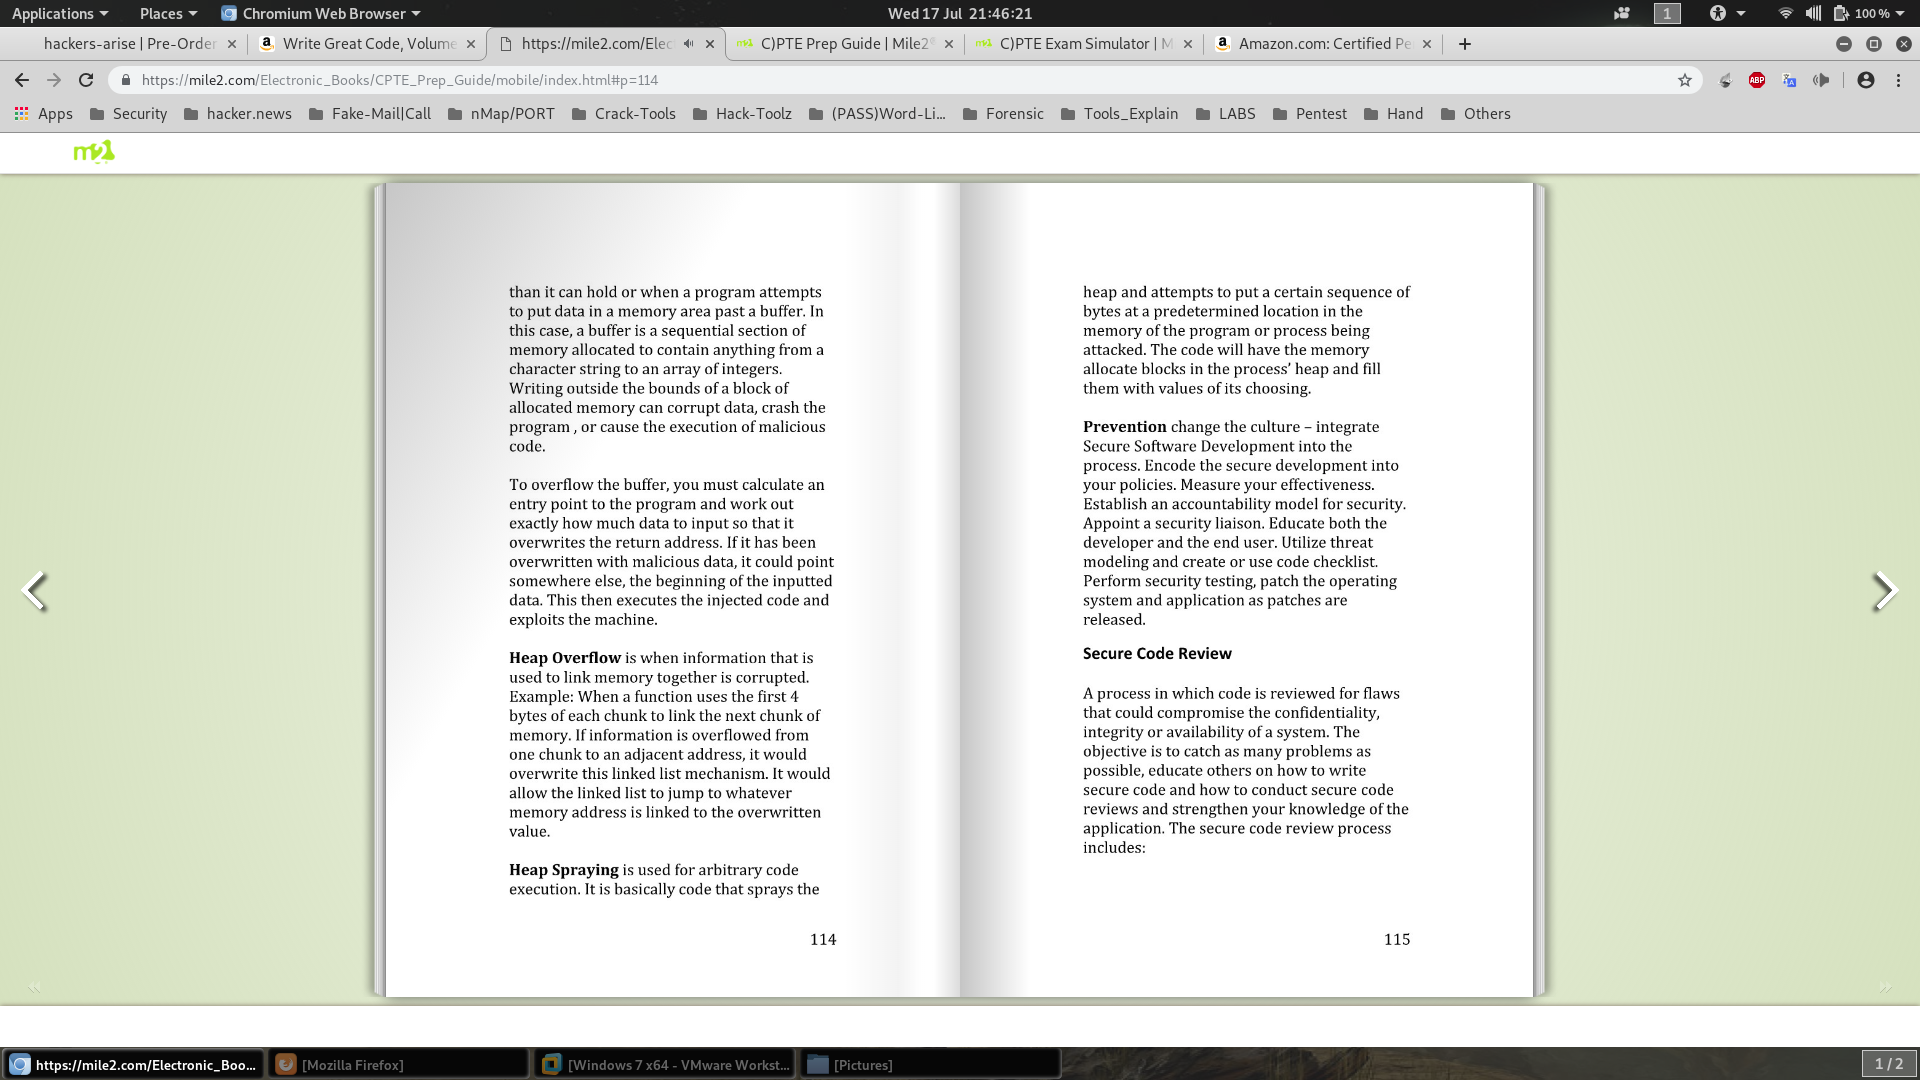 Applications Places Chromium Web Browser Wed 17 Jul 21:46:21 1 100 %
hackers-arise | Pre-Order Write Great Code, Volume https://mile2.com/Elec C)PTE Prep Guide | Mile2® C)PTE Exam Simulator | M Amazon.com: Certified Pe
https://mile2.com/Electronic_Books/CPTE_Prep_Guide/mobile/index.html#p=114 ABP
Apps Security hacker.news Fake-Mail|Call nMap/PORT Crack-Tools Hack-Toolz (PASS)Word-Li... Forensic Tools_Explain LABS Pentest Hand Others
m2
than it can hold or when a program attempts
to put data in a memory area past a buffer. In
this case, a buffer is a sequential section of
memory allocated to contain anything from a
character string to an array of integers.
Writing outside the bounds of a block of
allocated memory can corrupt data, crash the
program , or cause the execution of malicious
code.
To overflow the buffer, you must calculate an
entry point to the program and work out
exactly how much data to input so that it
overwrites the return address. If it has been
overwritten with malicious data, it could point
somewhere else, the beginning of the inputted
data. This then executes the injected code and
exploits the machine.
Heap Overflow is when information that is
used to link memory together is corrupted.
Example: When a function uses the first 4
bytes of each chunk to link the next chunk of
memory. If information is overflowed from
one chunk to an adjacent address, it would
overwrite this linked list mechanism. It would
allow the linked list to jump to whatever
memory address is linked to the overwritten
value.
Heap Spraying is used for arbitrary code
execution. It is basically code that sprays the
114
heap and attempts to put a certain sequence of
bytes at a predetermined location in the
memory of the program or process being
attacked. The code will have the memory
allocate blocks in the process’ heap and fill
them with values of its choosing.
Prevention change the culture – integrate
Secure Software Development into the
process. Encode the secure development into
your policies. Measure your effectiveness.
Establish an accountability model for security.
Appoint a security liaison. Educate both the
developer and the end user. Utilize threat
modeling and create or use code checklist.
Perform security testing, patch the operating
system and application as patches are
released.
Secure Code Review
A process in which code is reviewed for flaws
that could compromise the confidentiality,
integrity or availability of a system. The
objective is to catch as many problems as
possible, educate others on how to write
secure code and how to conduct secure code
reviews and strengthen your knowledge of the
application. The secure code review process
includes:
115
https://mile2.com/Electronic_Boo... [Mozilla Firefox] [Windows 7 x64 - VMware Workst... [Pictures] 1 / 2